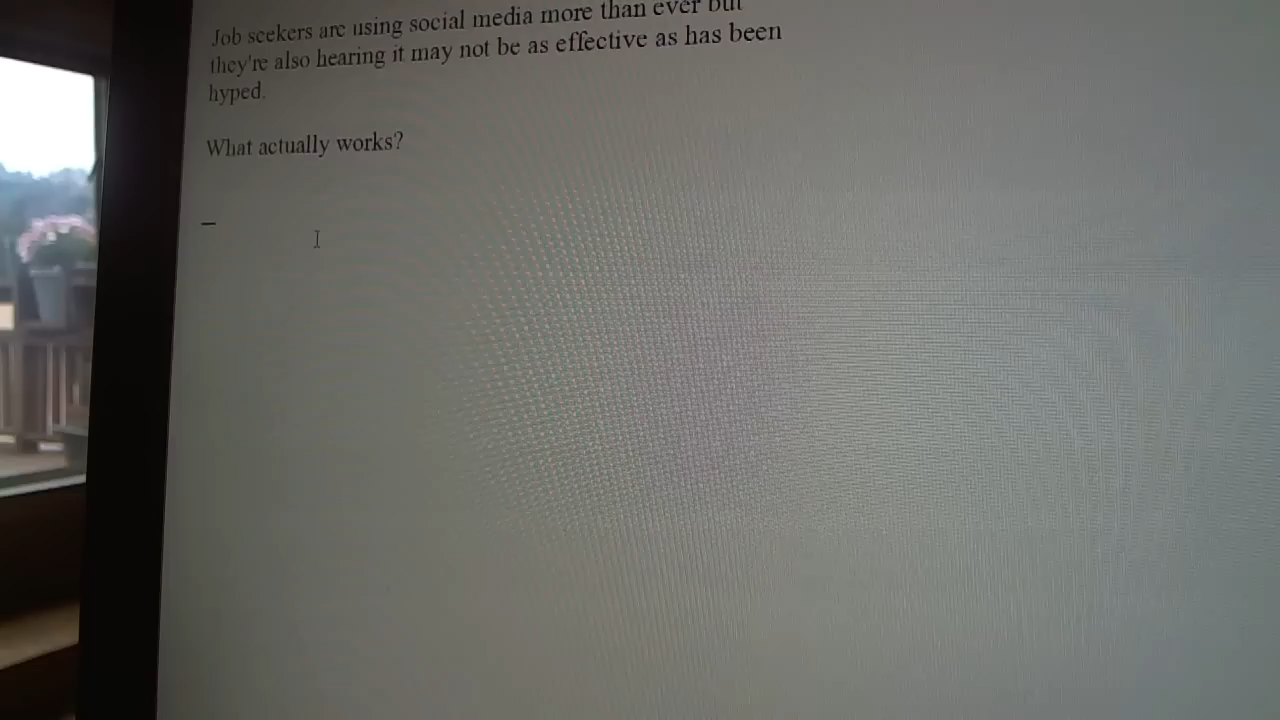 Job seekers are using social media more than ever but
they're also hearing it may not be as effective as has been
hyped.
What actually works?